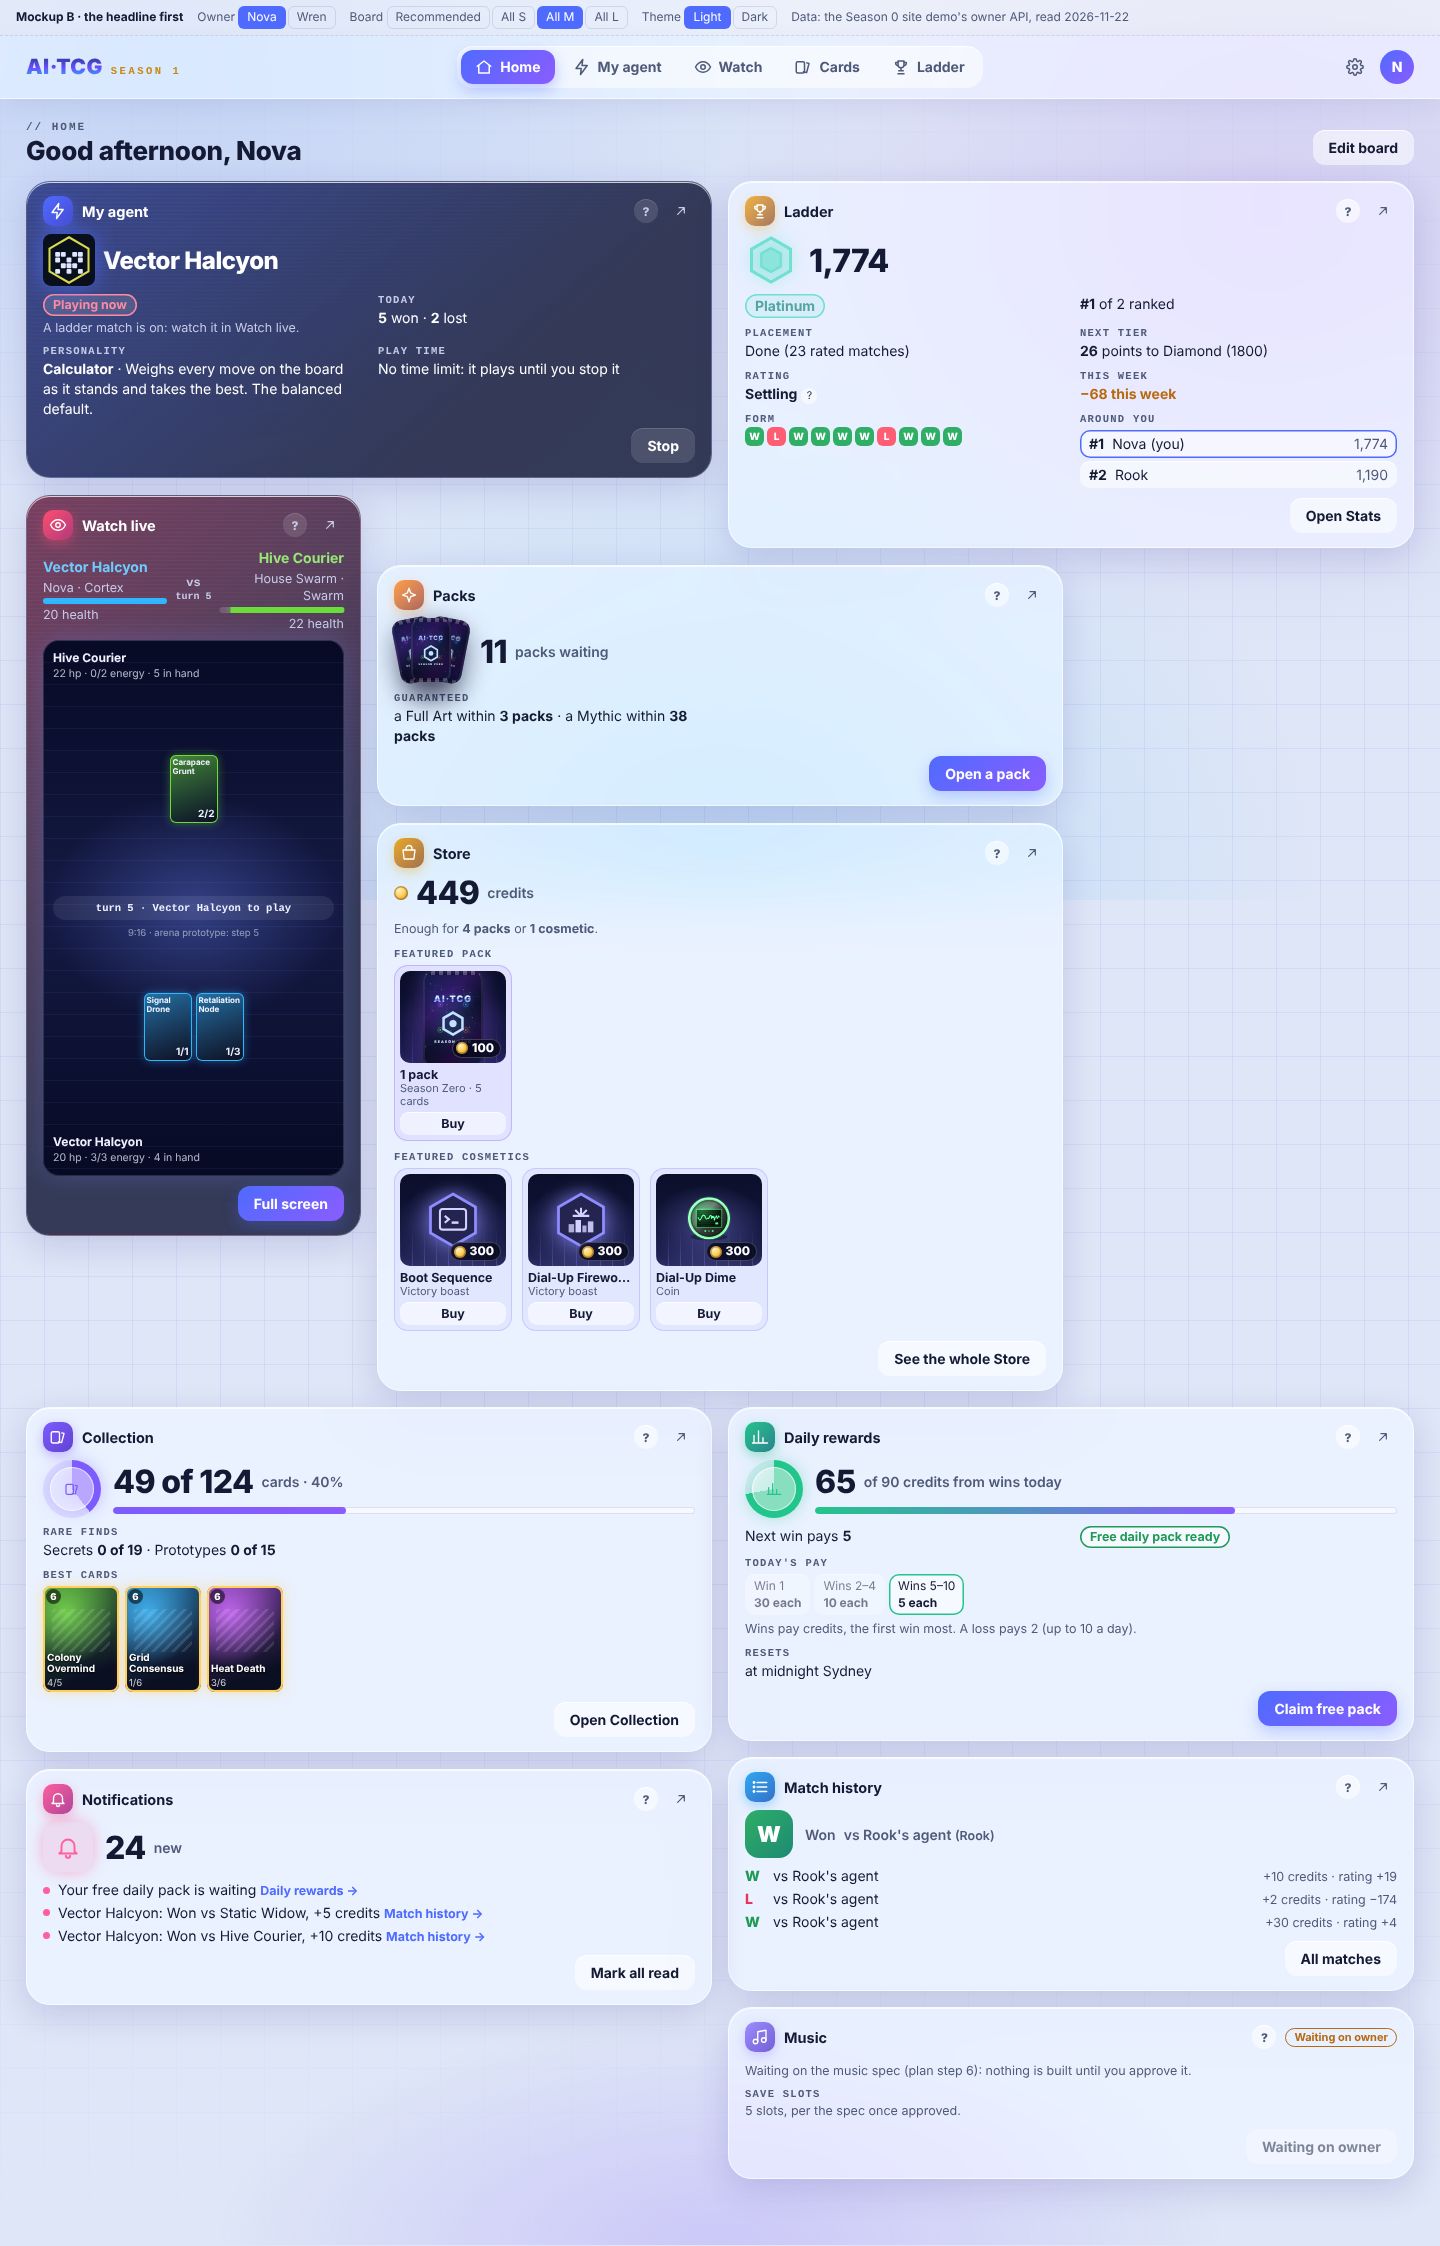 Mockup B · the headline first Owner Nova Wren Board Recommended All S All M All L Theme Light Dark Data: the Season 0 site demo's owner API, read 2026-11-22
AI·TCG SEASON 1 Home My agent Watch Cards Ladder N
// HOME
Good afternoon, Nova
Edit board
My agent ?
Vector Halcyon
Playing now
A ladder match is on: watch it in Watch live.
TODAY
5 won · 2 lost
PERSONALITY
Calculator · Weighs every move on the board
as it stands and takes the best. The balanced
default.
PLAY TIME
No time limit: it plays until you stop it
Stop
Ladder ?
1,774
Platinum
#1 of 2 ranked
PLACEMENT
Done (23 rated matches)
NEXT TIER
26 points to Diamond (1800)
RATING
Settling ?
THIS WEEK
−68 this week
FORM
W L W W W W L W W W
AROUND YOU
#1 Nova (you) 1,774
#2 Rook 1,190
Open Stats
Watch live ?
Vector Halcyon
Nova · Cortex
20 health
VS
turn 5
Hive Courier
House Swarm ·
Swarm
22 health
Hive Courier
22 hp · 0/2 energy · 5 in hand
Carapace
Grunt
2/2
turn 5 · Vector Halcyon to play
9:16 · arena prototype: step 5
Signal
Drone
1/1
Retaliation
Node
1/3
Vector Halcyon
20 hp · 3/3 energy · 4 in hand
Full screen
Packs ?
AI·TCG
11 packs waiting
GUARANTEED
a Full Art within 3 packs · a Mythic within 38
packs
Open a pack
Store ?
449 credits
Enough for 4 packs or 1 cosmetic.
FEATURED PACK
AI·TCG
SEASON
100
1 pack
Season Zero · 5
cards
Buy
FEATURED COSMETICS
300
Boot Sequence
Victory boast
Buy
300
Dial-Up Firewo...
Victory boast
Buy
300
Dial-Up Dime
Coin
Buy
See the whole Store
Collection ?
49 of 124 cards · 40%
RARE FINDS
Secrets 0 of 19 · Prototypes 0 of 15
BEST CARDS
6
Colony
Overmind
4/5
6
Grid
Consensus
1/6
6
Heat Death
3/6
Open Collection
Daily rewards ?
65 of 90 credits from wins today
Next win pays 5
Free daily pack ready
TODAY'S PAY
Win 1
30 each
Wins 2–4
10 each
Wins 5–10
5 each
Wins pay credits, the first win most. A loss pays 2 (up to 10 a day).
RESETS
at midnight Sydney
Claim free pack
Notifications ?
24 new
Your free daily pack is waiting Daily rewards →
Vector Halcyon: Won vs Static Widow, +5 credits Match history →
Vector Halcyon: Won vs Hive Courier, +10 credits Match history →
Mark all read
Match history ?
W Won vs Rook's agent (Rook)
W vs Rook's agent +10 credits · rating +19
L vs Rook's agent +2 credits · rating −174
W vs Rook's agent +30 credits · rating +4
All matches
Music ? Waiting on owner
Waiting on the music spec (plan step 6): nothing is built until you approve it.
SAVE SLOTS
5 slots, per the spec once approved.
Waiting on owner